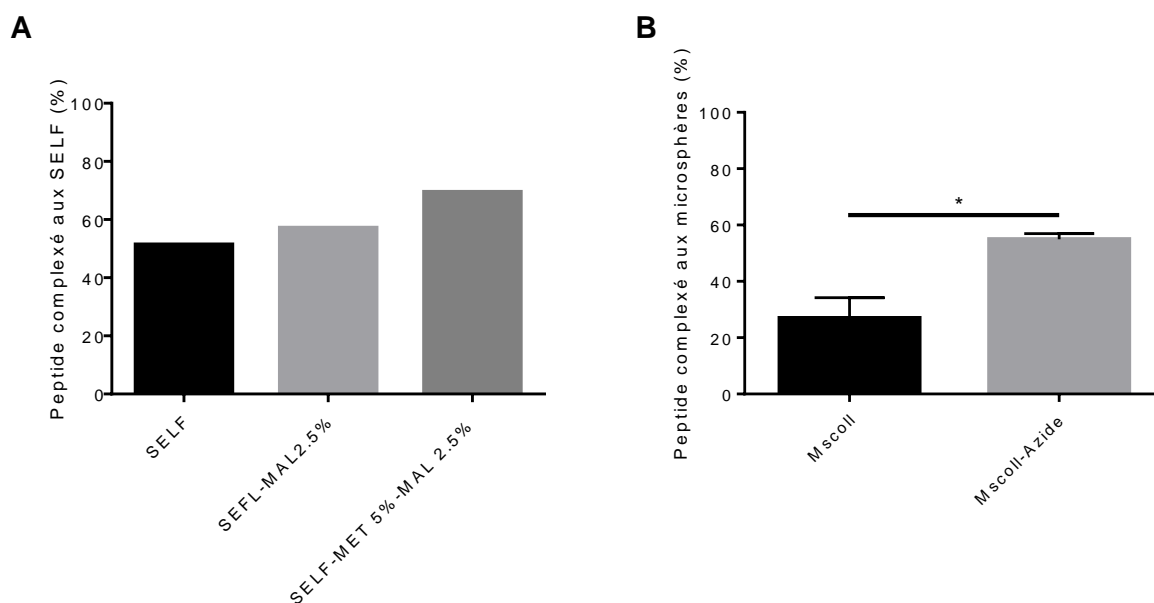 A
Peptide complexé aux SELF (%)
100
80
60
40
20
0
SELF
SEFL-MAL2.5%
SELF-MET 5%-MAL 2.5%
B
Peptide complexé aux microsphères (%)
100
80
60
40
20
0
*
Mscoll
Mscoll-Azide